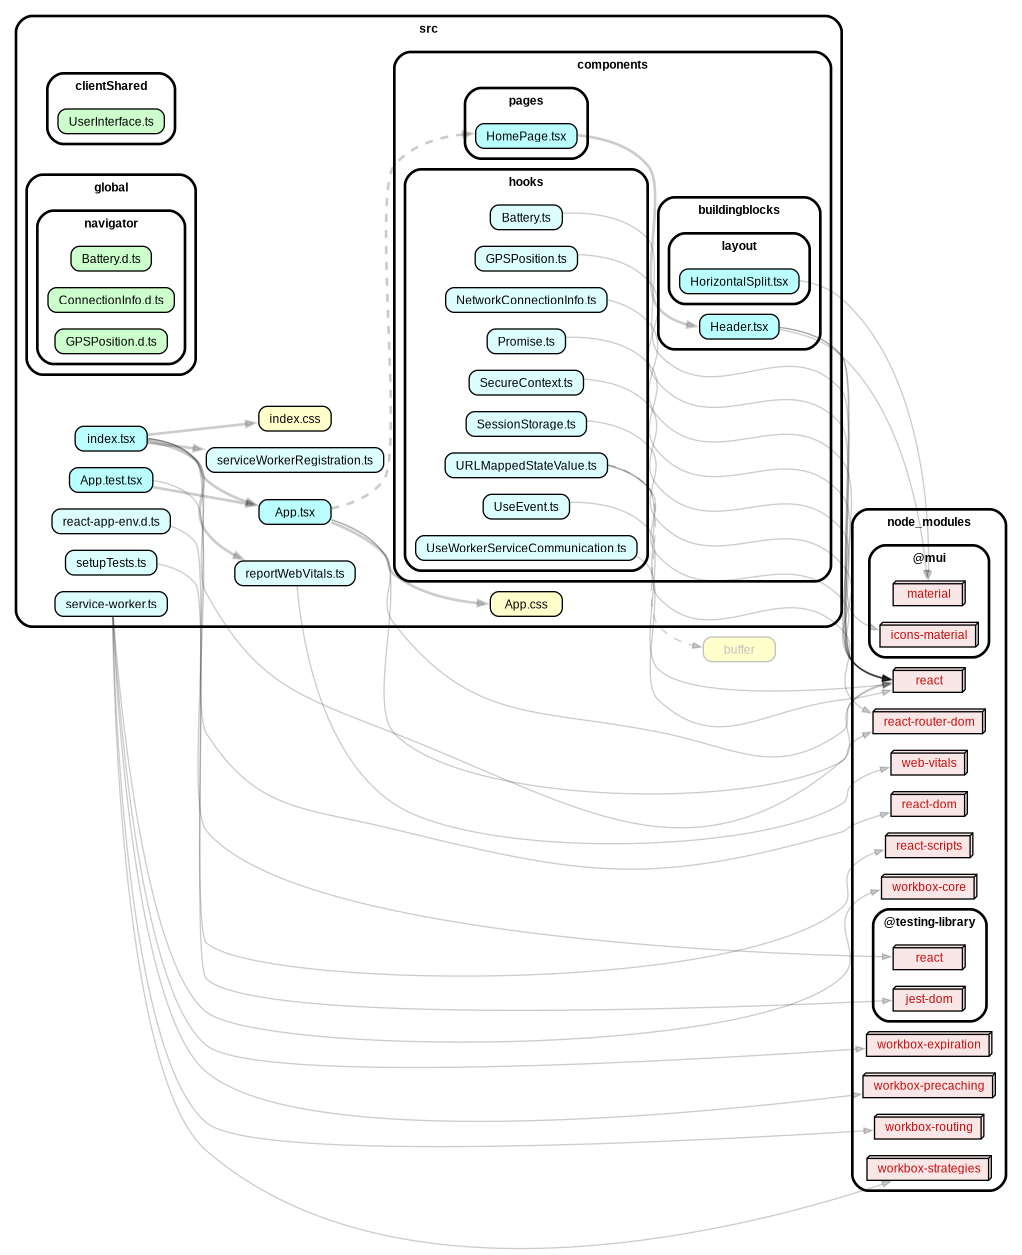 src
clientShared
UserInterface.ts
global
navigator
Battery.d.ts
ConnectionInfo.d.ts
GPSPosition.d.ts
index.tsx
App.test.tsx
react-app-env.d.ts
setupTests.ts
service-worker.ts
index.css
serviceWorkerRegistration.ts
App.tsx
reportWebVitals.ts
components
pages
HomePage.tsx
hooks
Battery.ts
GPSPosition.ts
NetworkConnectionInfo.ts
Promise.ts
SecureContext.ts
SessionStorage.ts
URLMappedStateValue.ts
UseEvent.ts
UseWorkerServiceCommunication.ts
App.css
buildingblocks
layout
HorizontalSplit.tsx
Header.tsx
buffer
node_modules
@mui
material
icons-material
react
react-router-dom
web-vitals
react-dom
react-scripts
workbox-core
@testing-library
react
jest-dom
workbox-expiration
workbox-precaching
workbox-routing
workbox-strategies